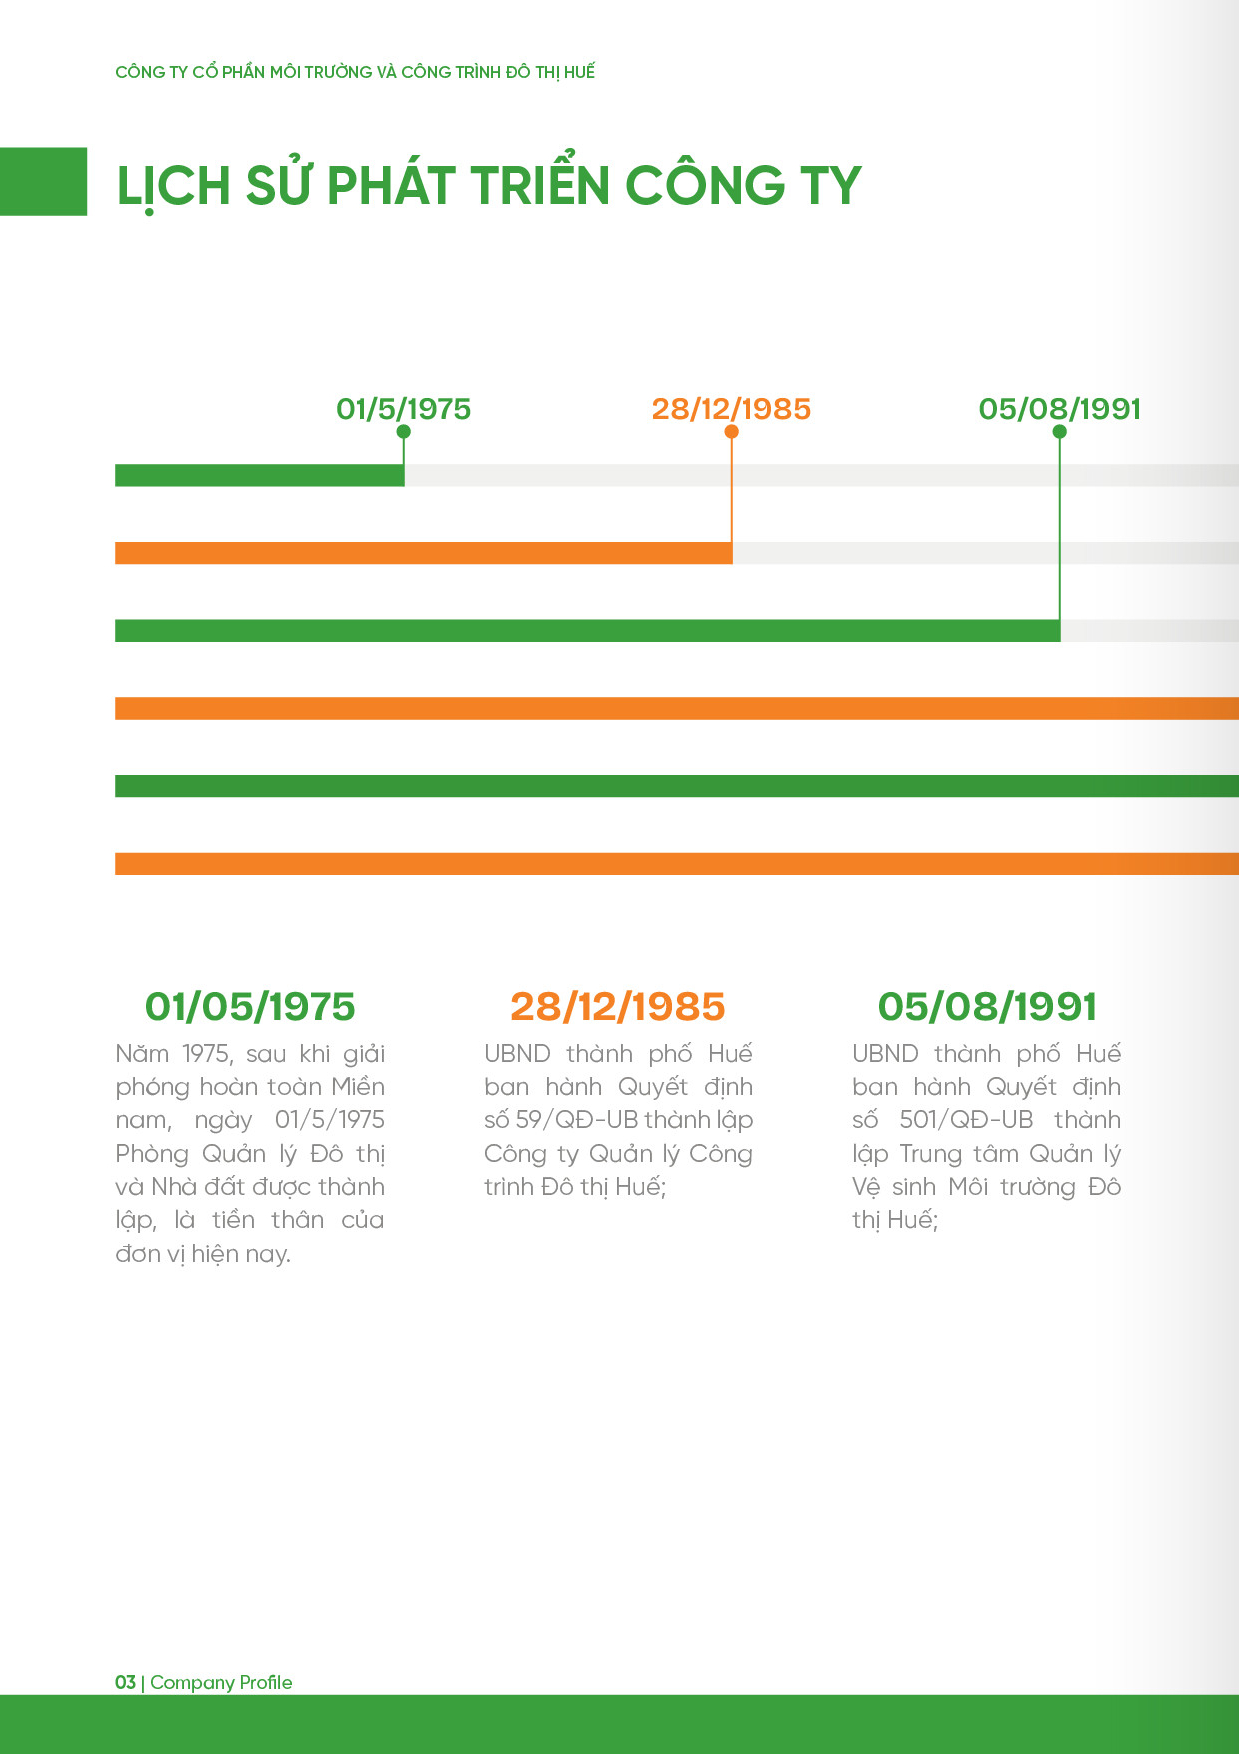 CÔNG TY CỔ PHẦN MÔI TRƯỜNG VÀ CÔNG TRÌNH ĐÔ THỊ HUẾ
LỊCH SỬ PHÁT TRIỂN CÔNG TY
01/5/1975
28/12/1985
05/08/1991
01/05/1975
Năm 1975, sau khi giải
phóng hoàn toàn Miền
nam, ngày 01/5/1975
Phòng Quản lý Đô thị
và Nhà đất được thành
lập, là tiền thân của
đơn vị hiện nay.
28/12/1985
UBND thành phố Huế
ban hành Quyết định
số 59/QĐ-UB thành lập
Công ty Quản lý Công
trình Đô thị Huế;
05/08/1991
UBND thành phố Huế
ban hành Quyết định
số 501/QĐ-UB thành
lập Trung tâm Quản lý
Vệ sinh Môi trường Đô
thị Huế;
03 | Company Profile